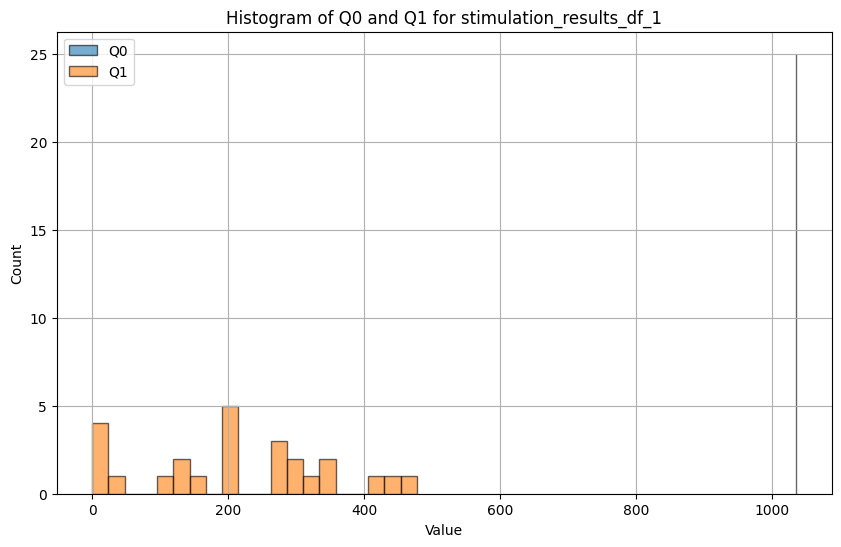 Histogram of Q0 and Q1 for stimulation_results_df_1
Q0
Q1
25
20
15
10
5
0
Count
0 200 400 600 800 1000
Value